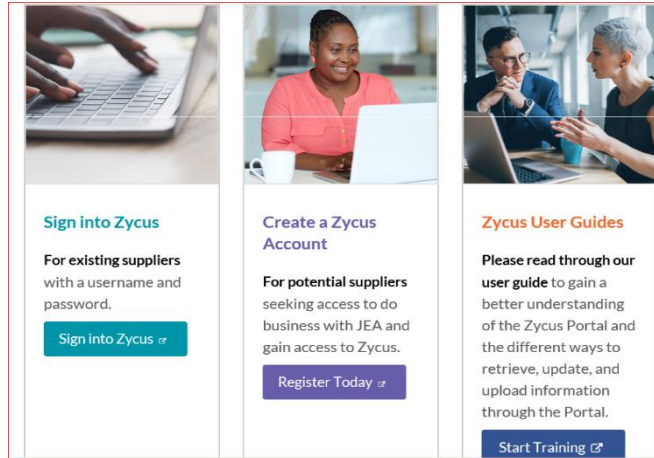 Sign into Zycus
For existing suppliers
with a username and
password.
Sign into Zycus
Create a Zycus
Account
For potential suppliers
seeking access to do
business with JEA and
gain access to Zycus.
Register Today
Zycus User Guides
Please read through our
user guide to gain a
better understanding
of the Zycus Portal and
the different ways to
retrieve, update, and
upload information
through the Portal.
Start Training